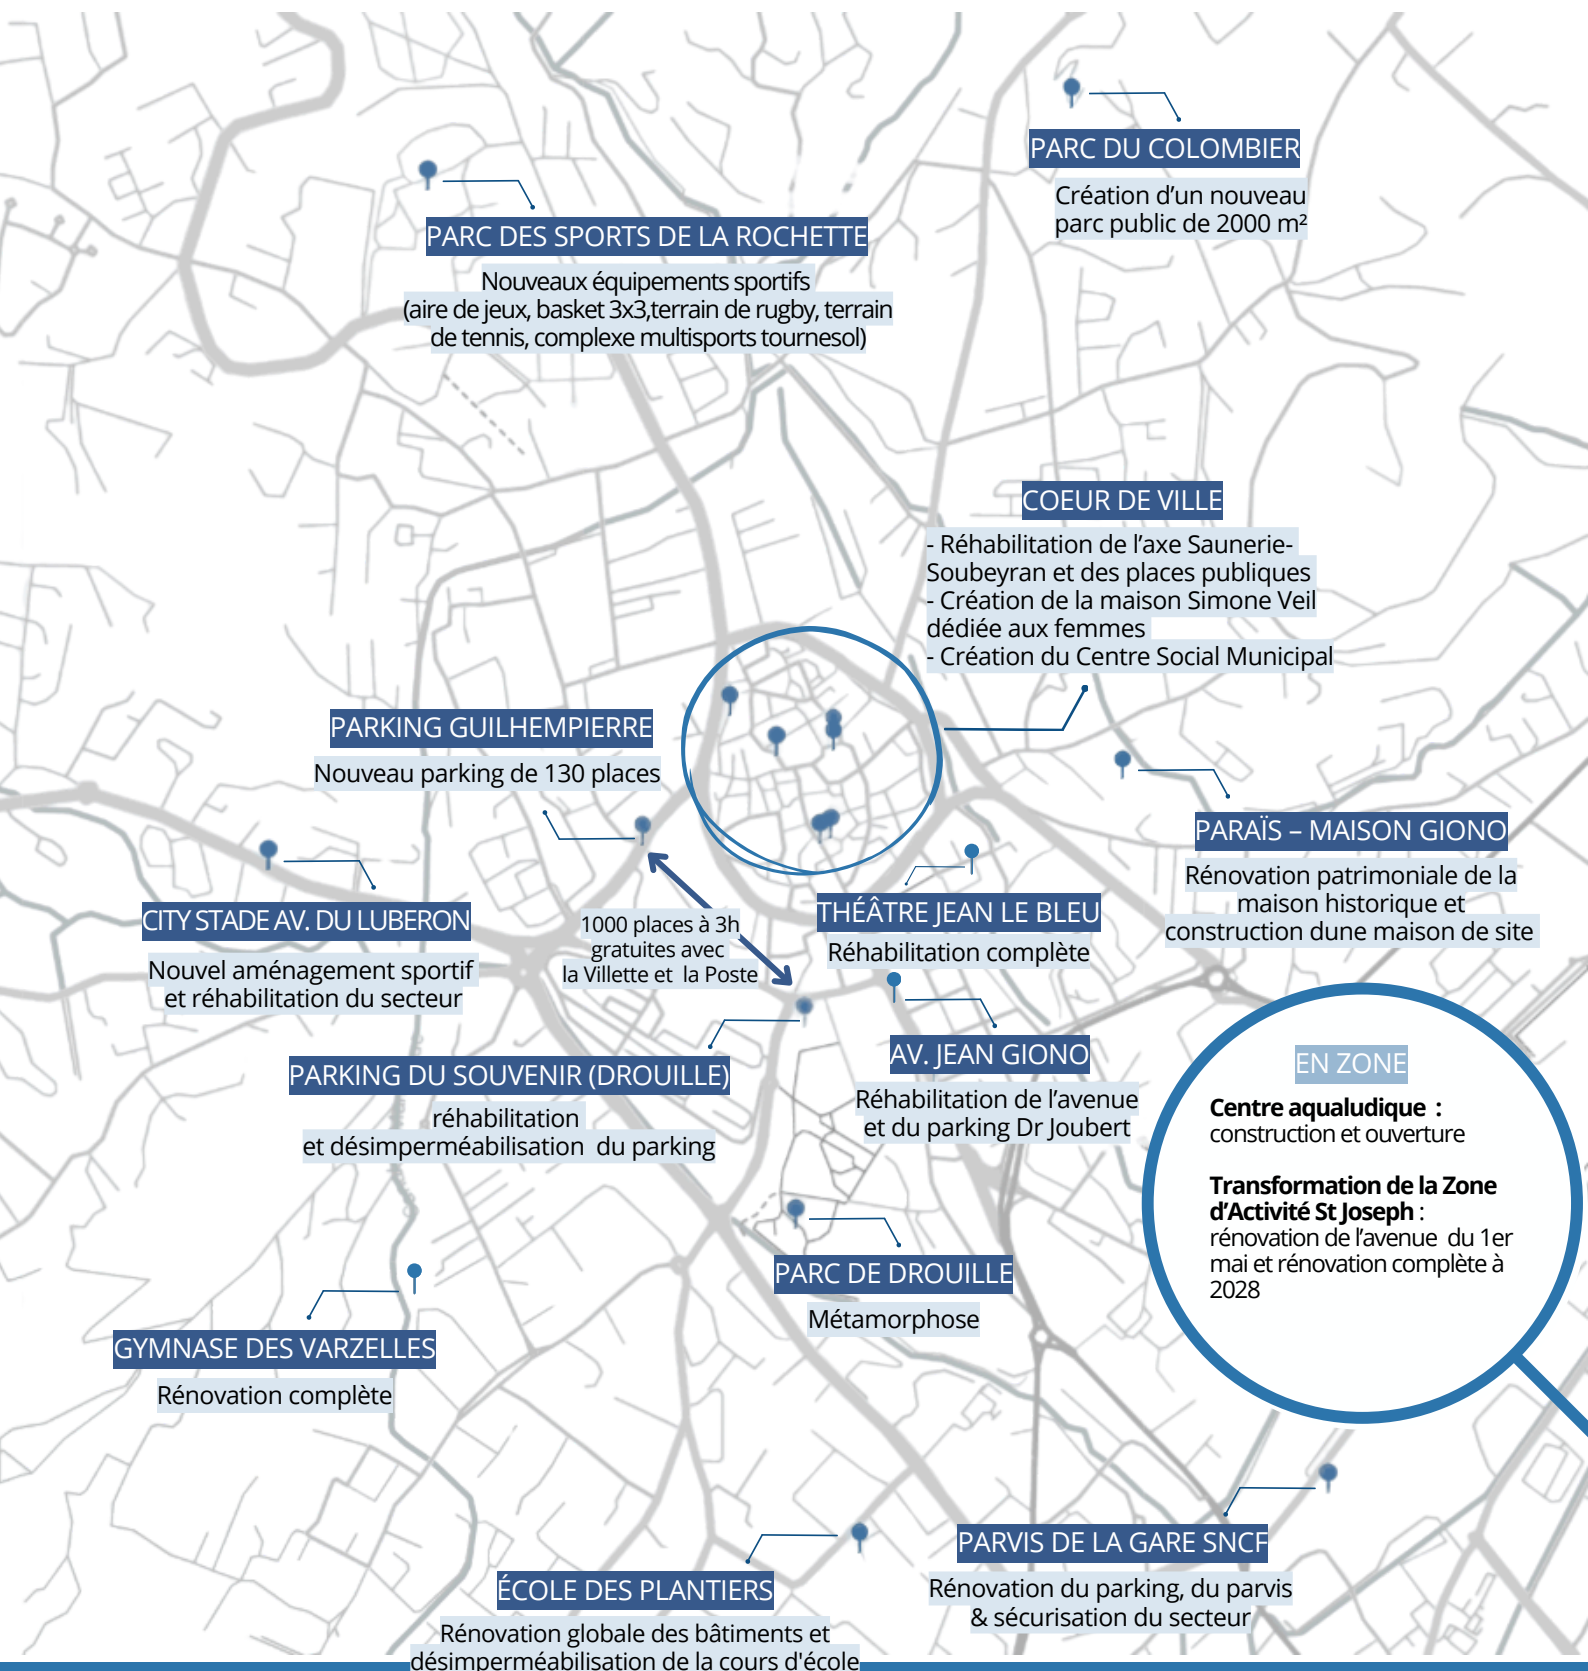 PARC DU COLOMBIER
Création d’un nouveau
parc public de 2000 m²
PARC DES SPORTS DE LA ROCHETTE
Nouveaux équipements sportifs
(aire de jeux, basket 3x3,terrain de rugby, terrain
de tennis, complexe multisports tournesol)
COEUR DE VILLE
- Réhabilitation de l’axe Saunerie-
Soubeyran et des places publiques
- Création de la maison Simone Veil
dédiée aux femmes
- Création du Centre Social Municipal
PARKING GUILHEMPIERRE
Nouveau parking de 130 places
PARAÏS – MAISON GIONO
Rénovation patrimoniale de la
maison historique et
construction dune maison de site
CITY STADE AV. DU LUBERON
Nouvel aménagement sportif
et réhabilitation du secteur
1000 places à 3h
gratuites avec
la Villette et la Poste
THÉÂTRE JEAN LE BLEU
Réhabilitation complète
PARKING DU SOUVENIR (DROUILLE)
réhabilitation
et désimperméabilisation du parking
AV. JEAN GIONO
Réhabilitation de l’avenue
et du parking Dr Joubert
EN ZONE
Centre aqualudique :
construction et ouverture
Transformation de la Zone
d’Activité St Joseph :
rénovation de l’avenue du 1er
mai et rénovation complète à
2028
PARC DE DROUILLE
Métamorphose
GYMNASE DES VARZELLES
Rénovation complète
PARVIS DE LA GARE SNCF
Rénovation du parking, du parvis
& sécurisation du secteur
ÉCOLE DES PLANTIERS
Rénovation globale des bâtiments et
désimperméabilisation de la cours d'école